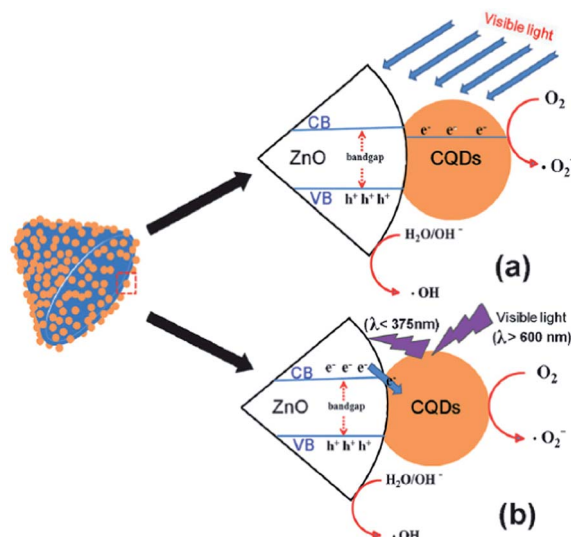 Visible light
O₂
CB
e⁻ e⁻ e⁻
ZnO
bandgap
CQDs
· O₂⁻
VB
h⁺ h⁺ h⁺
H₂O/OH⁻
(a)
· OH
(λ< 375nm)
Visible light
(λ> 600 nm)
CB
e⁻ e⁻ e⁻
e⁻
O₂
ZnO
bandgap
CQDs
· O₂⁻
VB
h⁺ h⁺ h⁺
H₂O/OH⁻
(b)
· OH